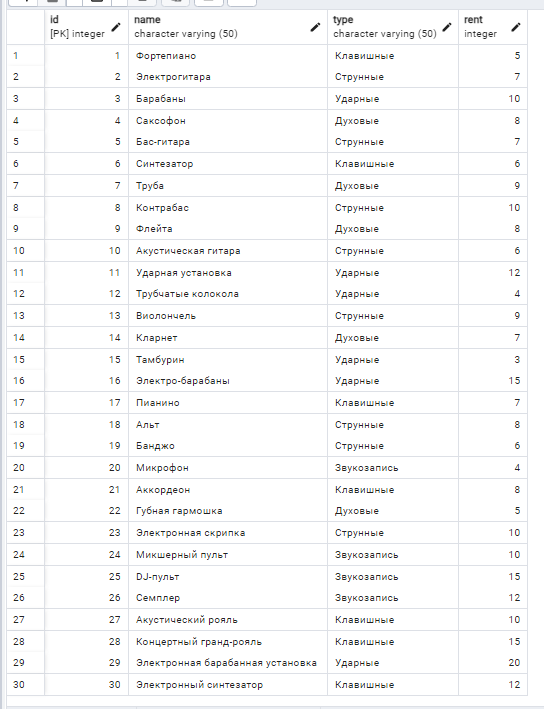 id name type rent
[PK] integer character varying (50) character varying (50) integer
1 1 Фортепиано Клавишные 5
2 2 Электрогитара Струнные 7
3 3 Барабаны Ударные 10
4 4 Саксофон Духовые 8
5 5 Бас-гитара Струнные 7
6 6 Синтезатор Клавишные 6
7 7 Труба Духовые 9
8 8 Контрабас Струнные 10
9 9 Флейта Духовые 8
10 10 Акустическая гитара Струнные 6
11 11 Ударная установка Ударные 12
12 12 Трубчатые колокола Ударные 4
13 13 Виолончель Струнные 9
14 14 Кларнет Духовые 7
15 15 Тамбурин Ударные 3
16 16 Электро-барабаны Ударные 15
17 17 Пианино Клавишные 7
18 18 Альт Струнные 8
19 19 Банджо Струнные 6
20 20 Микрофон Звукозапись 4
21 21 Аккордеон Клавишные 8
22 22 Губная гармошка Духовые 5
23 23 Электронная скрипка Струнные 10
24 24 Микшерный пульт Звукозапись 10
25 25 DJ-пульт Звукозапись 15
26 26 Семплер Звукозапись 12
27 27 Акустический рояль Клавишные 10
28 28 Концертный гранд-рояль Клавишные 15
29 29 Электронная барабанная установка Ударные 20
30 30 Электронный синтезатор Клавишные 12